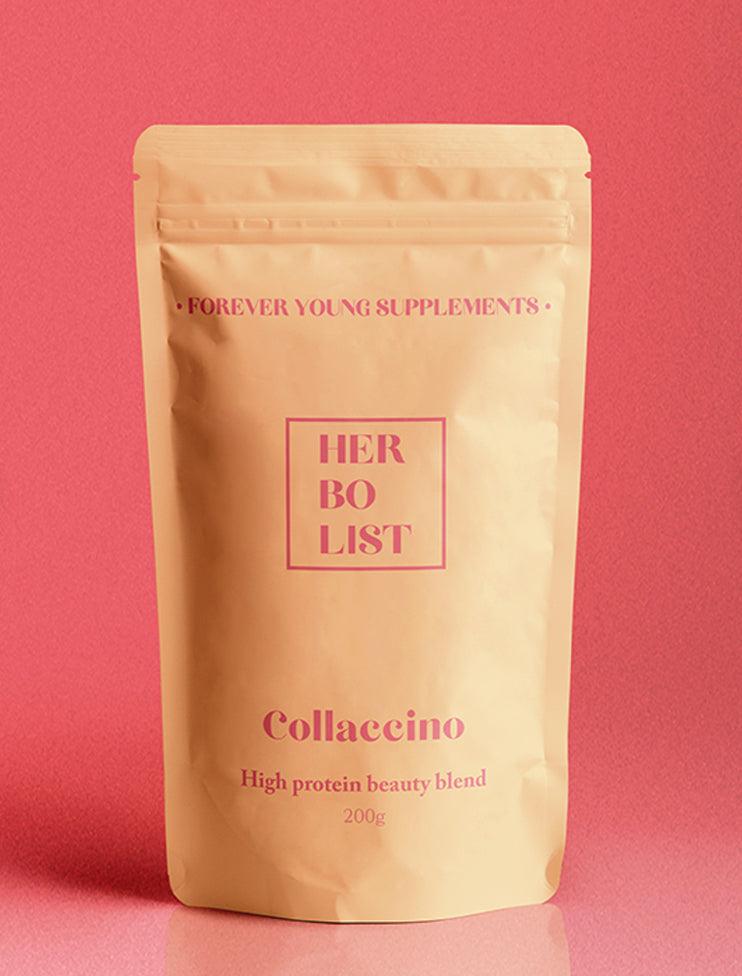 • FOREVER YOUNG SUPPLEMENTS •
HER
BO
LIST
Collaccino
High protein beauty blend
200g